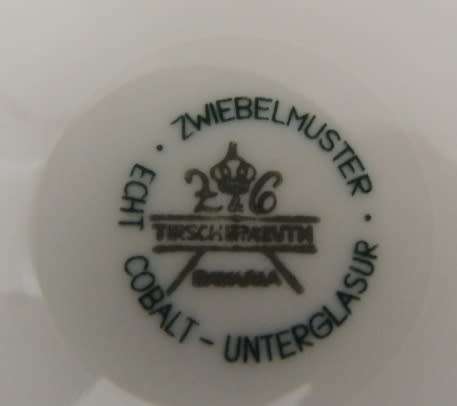 ZWIEBELMUSTER
· ECHT COBALT - UNTERGLASUR ·
TIRSCHENREUTH
BAVARIA